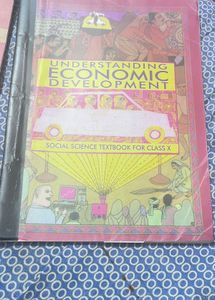 UNDERSTANDING
ECONOMIC
DEVELOPMENT
SOCIAL SCIENCE TEXTBOOK FOR CLASS X